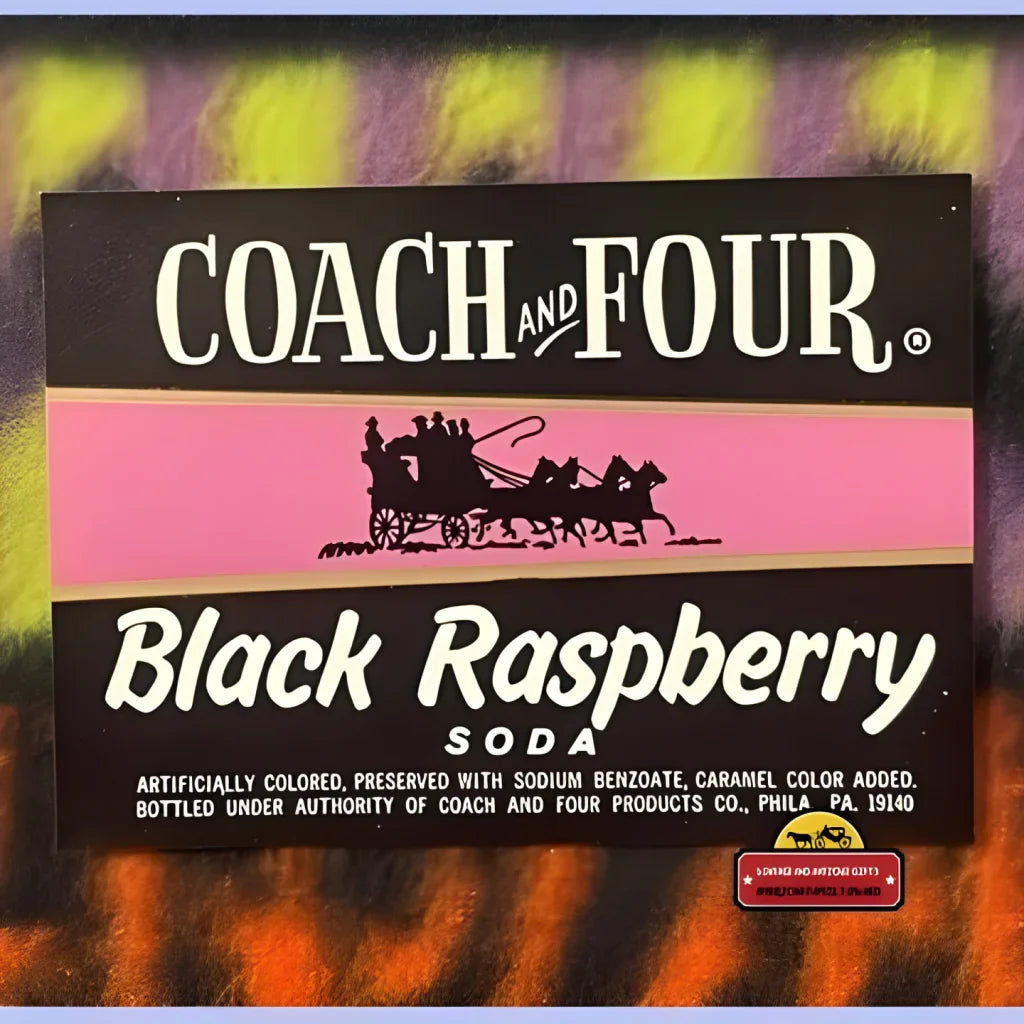 COACH AND FOUR ®
Black Raspberry
SODA
ARTIFICIALLY COLORED, PRESERVED WITH SODIUM BENZOATE, CARAMEL COLOR ADDED.
BOTTLED UNDER AUTHORITY OF COACH AND FOUR PRODUCTS CO., PHILA. PA. 19140